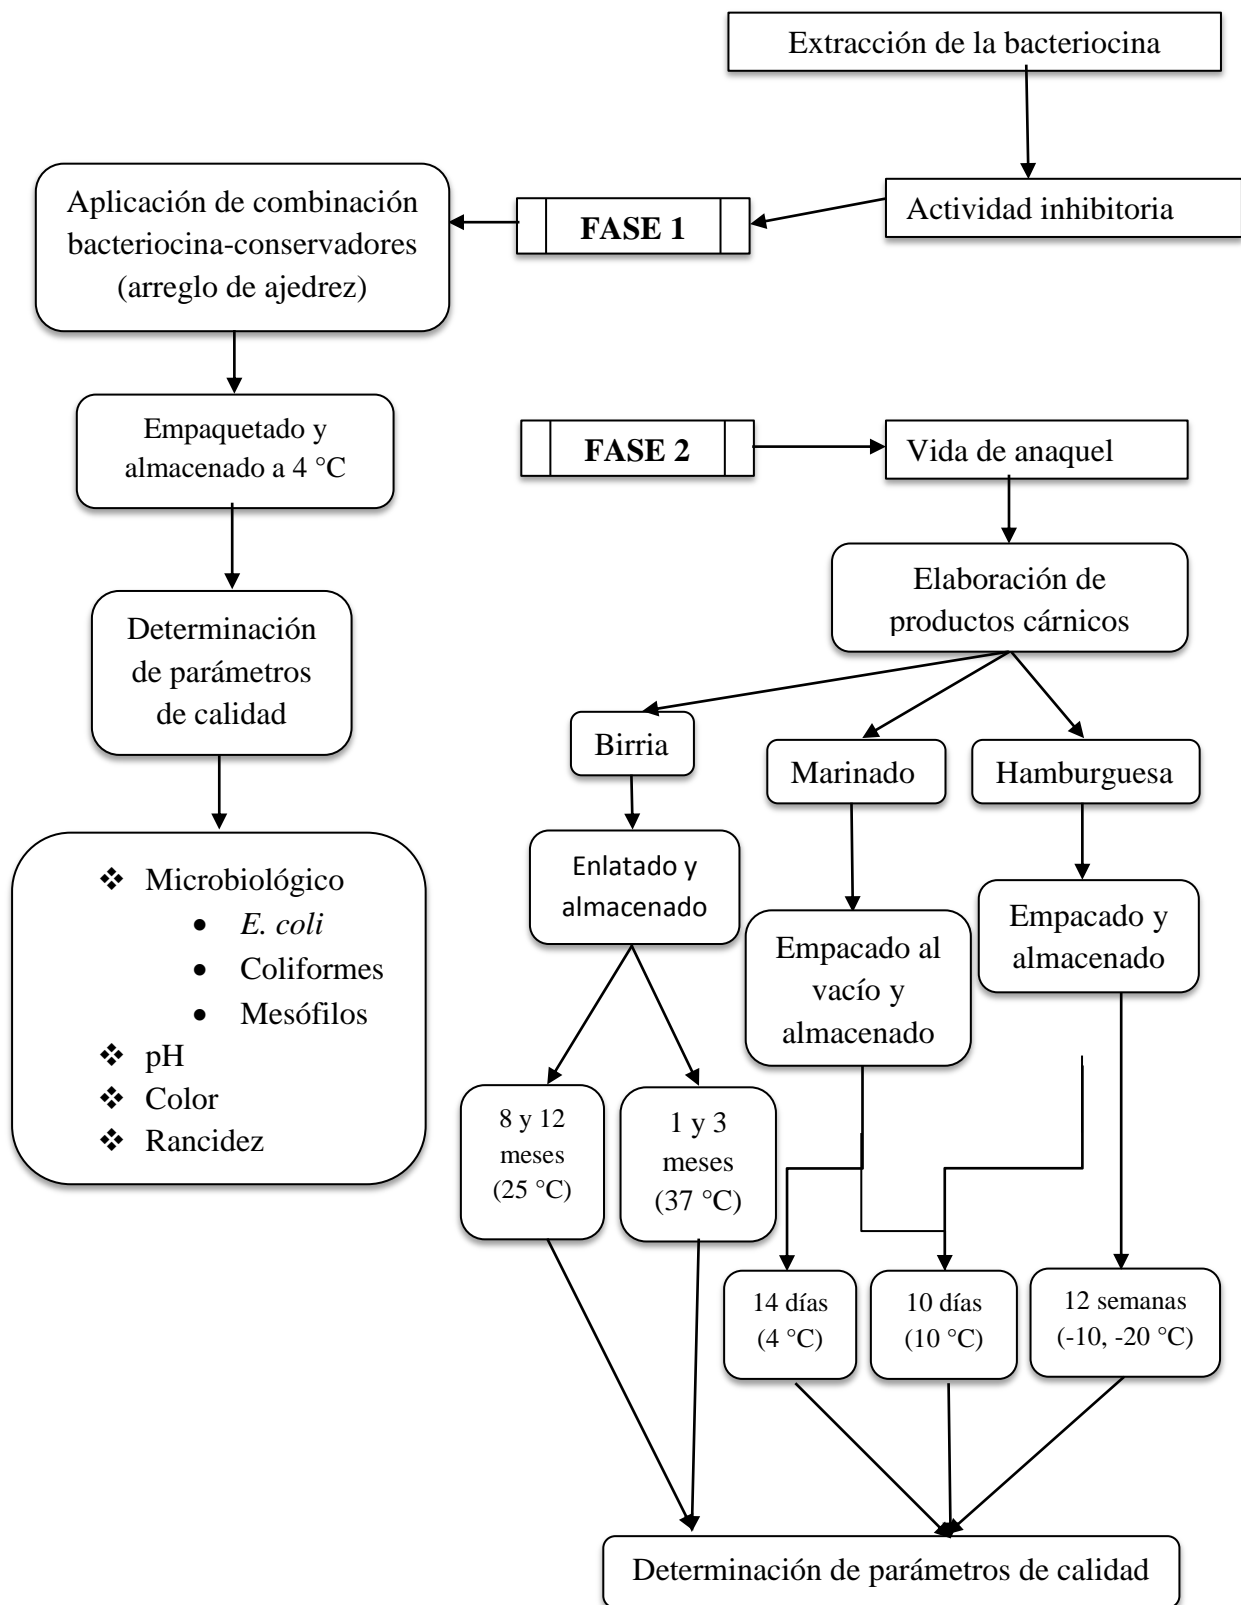 Extracción de la bacteriocina
Actividad inhibitoria
FASE 1
Aplicación de combinación
bacteriocina-conservadores
(arreglo de ajedrez)
Empaquetado y
almacenado a 4 °C
Determinación
de parámetros
de calidad
❖ Microbiológico
• E. coli
• Coliformes
• Mesófilos
❖ pH
❖ Color
❖ Rancidez
FASE 2
Vida de anaquel
Elaboración de
productos cárnicos
Birria
Marinado
Hamburguesa
Enlatado y
almacenado
Empacado al
vacío y
almacenado
Empacado y
almacenado
8 y 12
meses
(25 °C)
1 y 3
meses
(37 °C)
14 días
(4 °C)
10 días
(10 °C)
12 semanas
(-10, -20 °C)
Determinación de parámetros de calidad